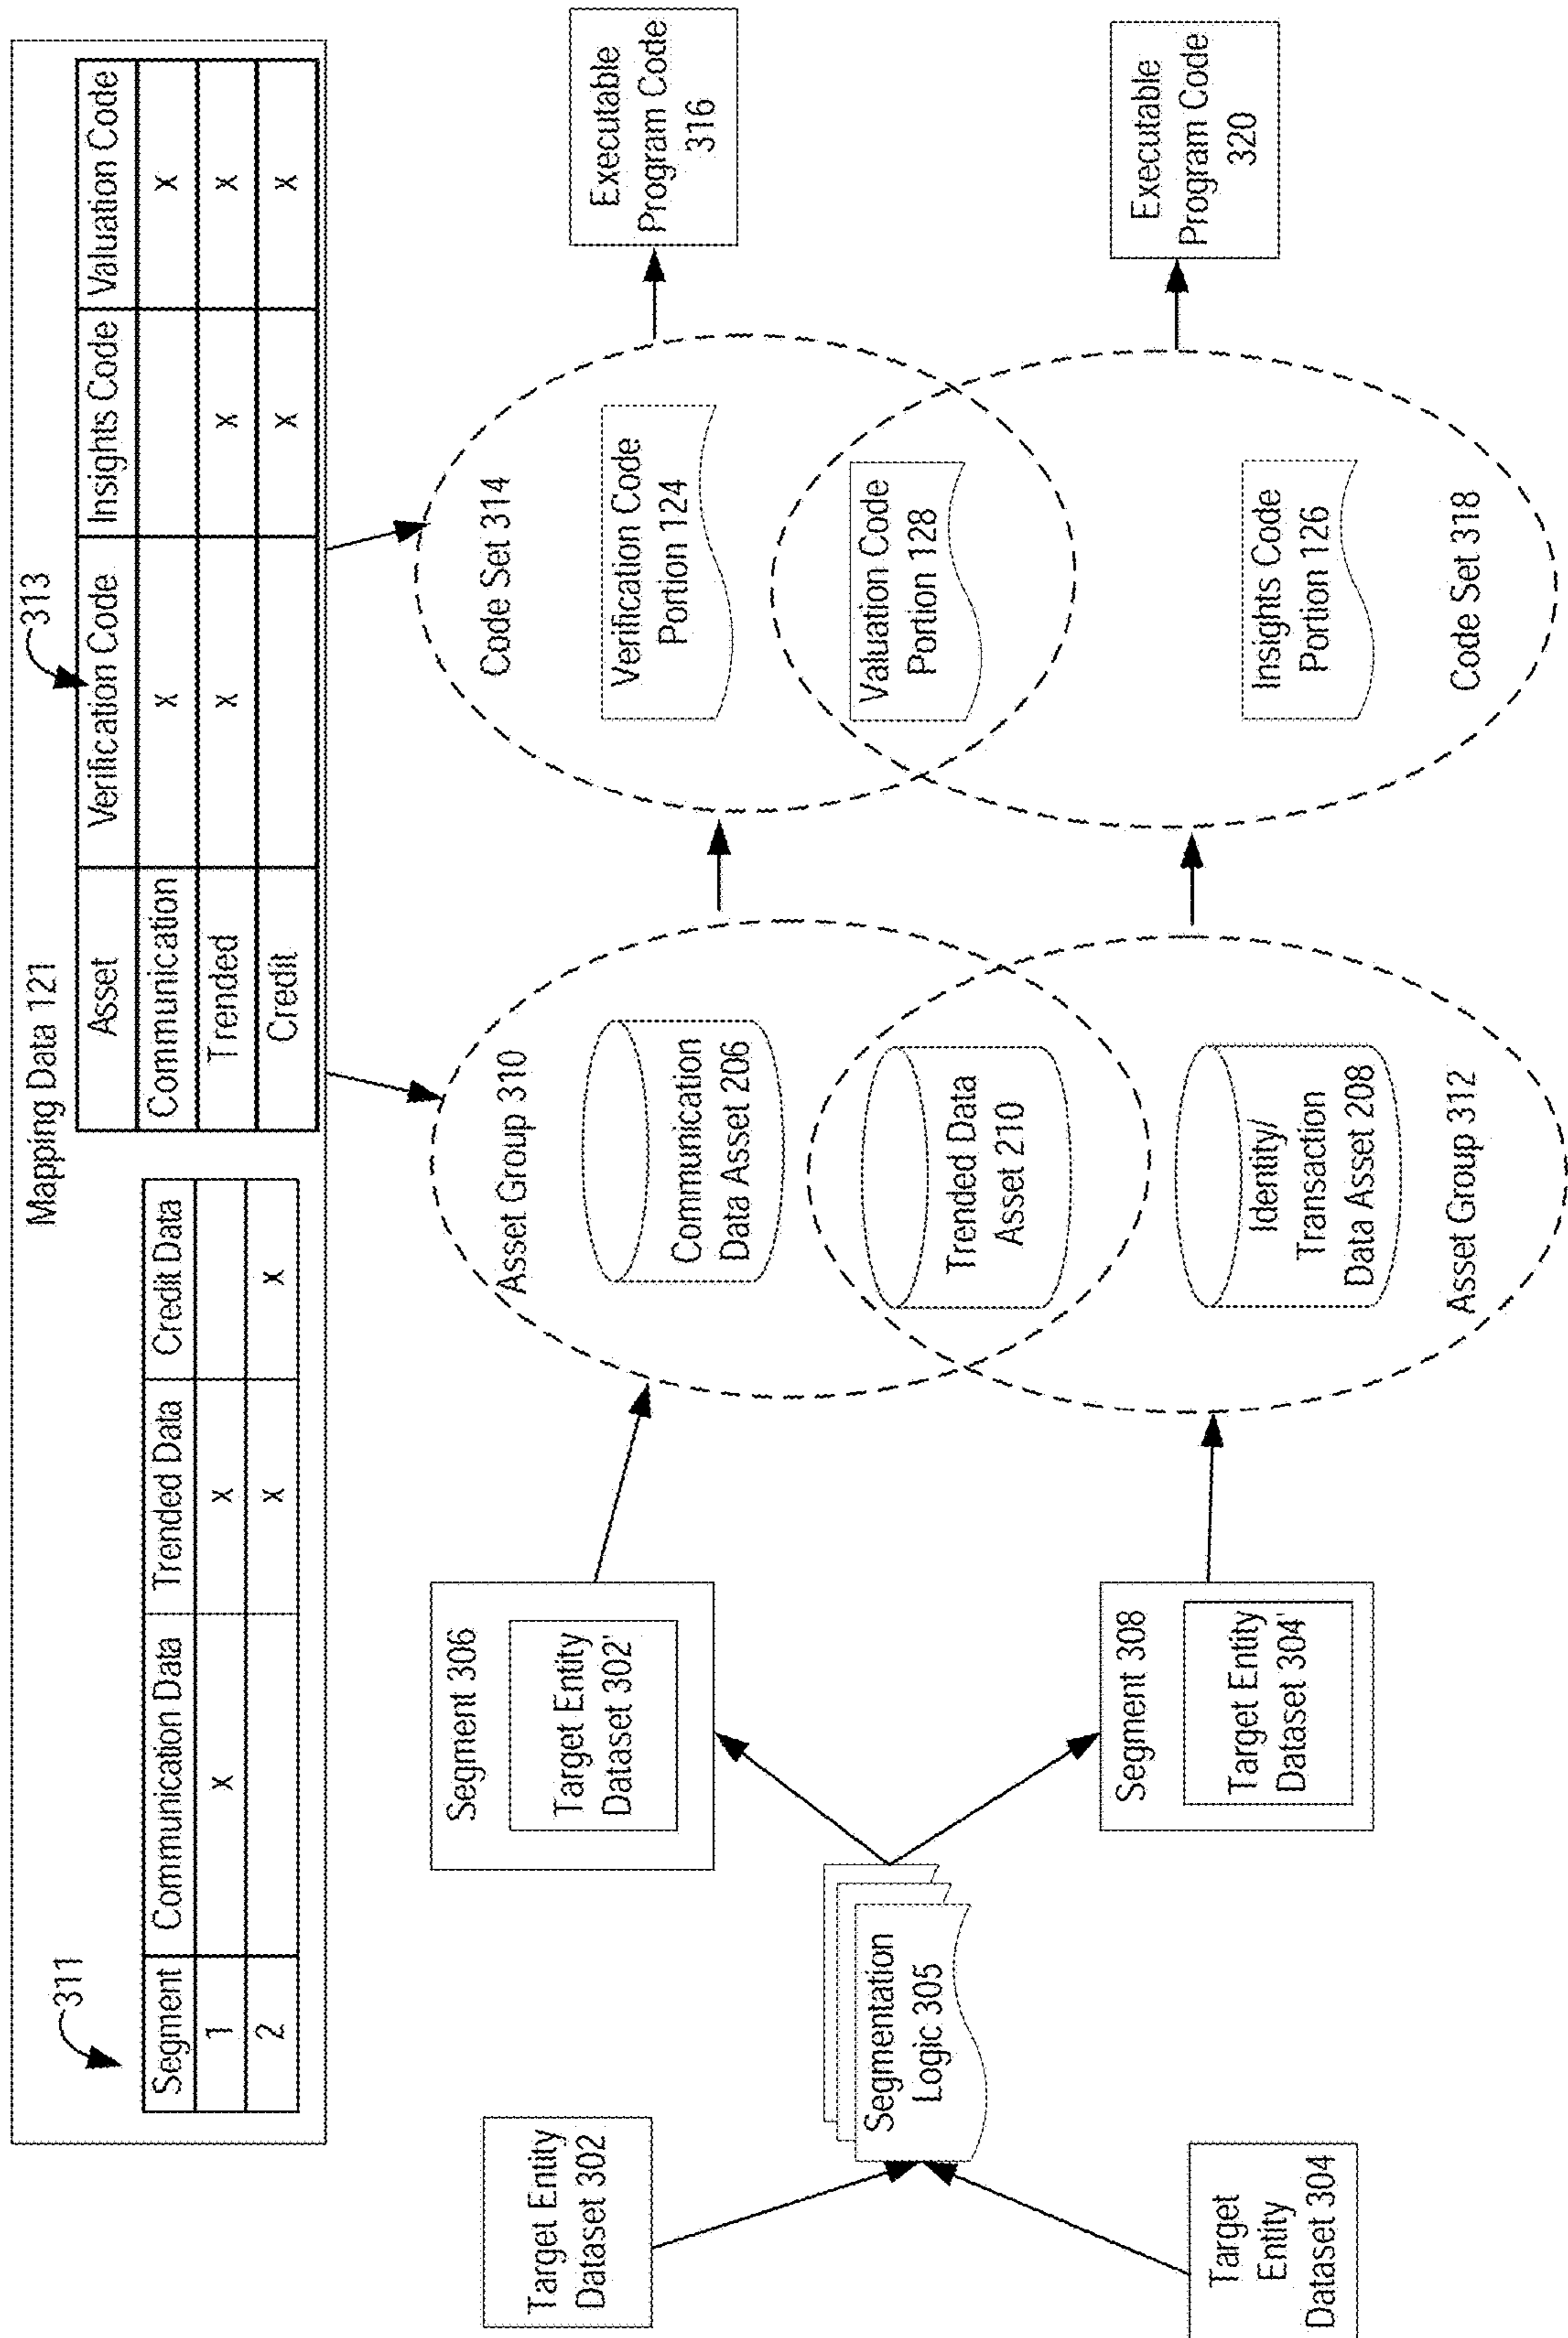 Mapping Data 121
311
Segment Communication Data Trended Data Credit Data
1 X X
2 X X
313
Asset Verification Code Insights Code Valuation Code
Communication X X
Trended X X X
Credit X X
Target Entity
Dataset 302
Target
Entity
Dataset 304
Segmentation
Logic 305
Segment 306
Target Entity
Dataset 302'
Segment 308
Target Entity
Dataset 304'
Asset Group 310
Communication
Data Asset 206
Trended Data
Asset 210
Identity/
Transaction
Data Asset 208
Asset Group 312
Code Set 314
Verification Code
Portion 124
Valuation Code
Portion 128
Insights Code
Portion 126
Code Set 318
Executable
Program Code
316
Executable
Program Code
320